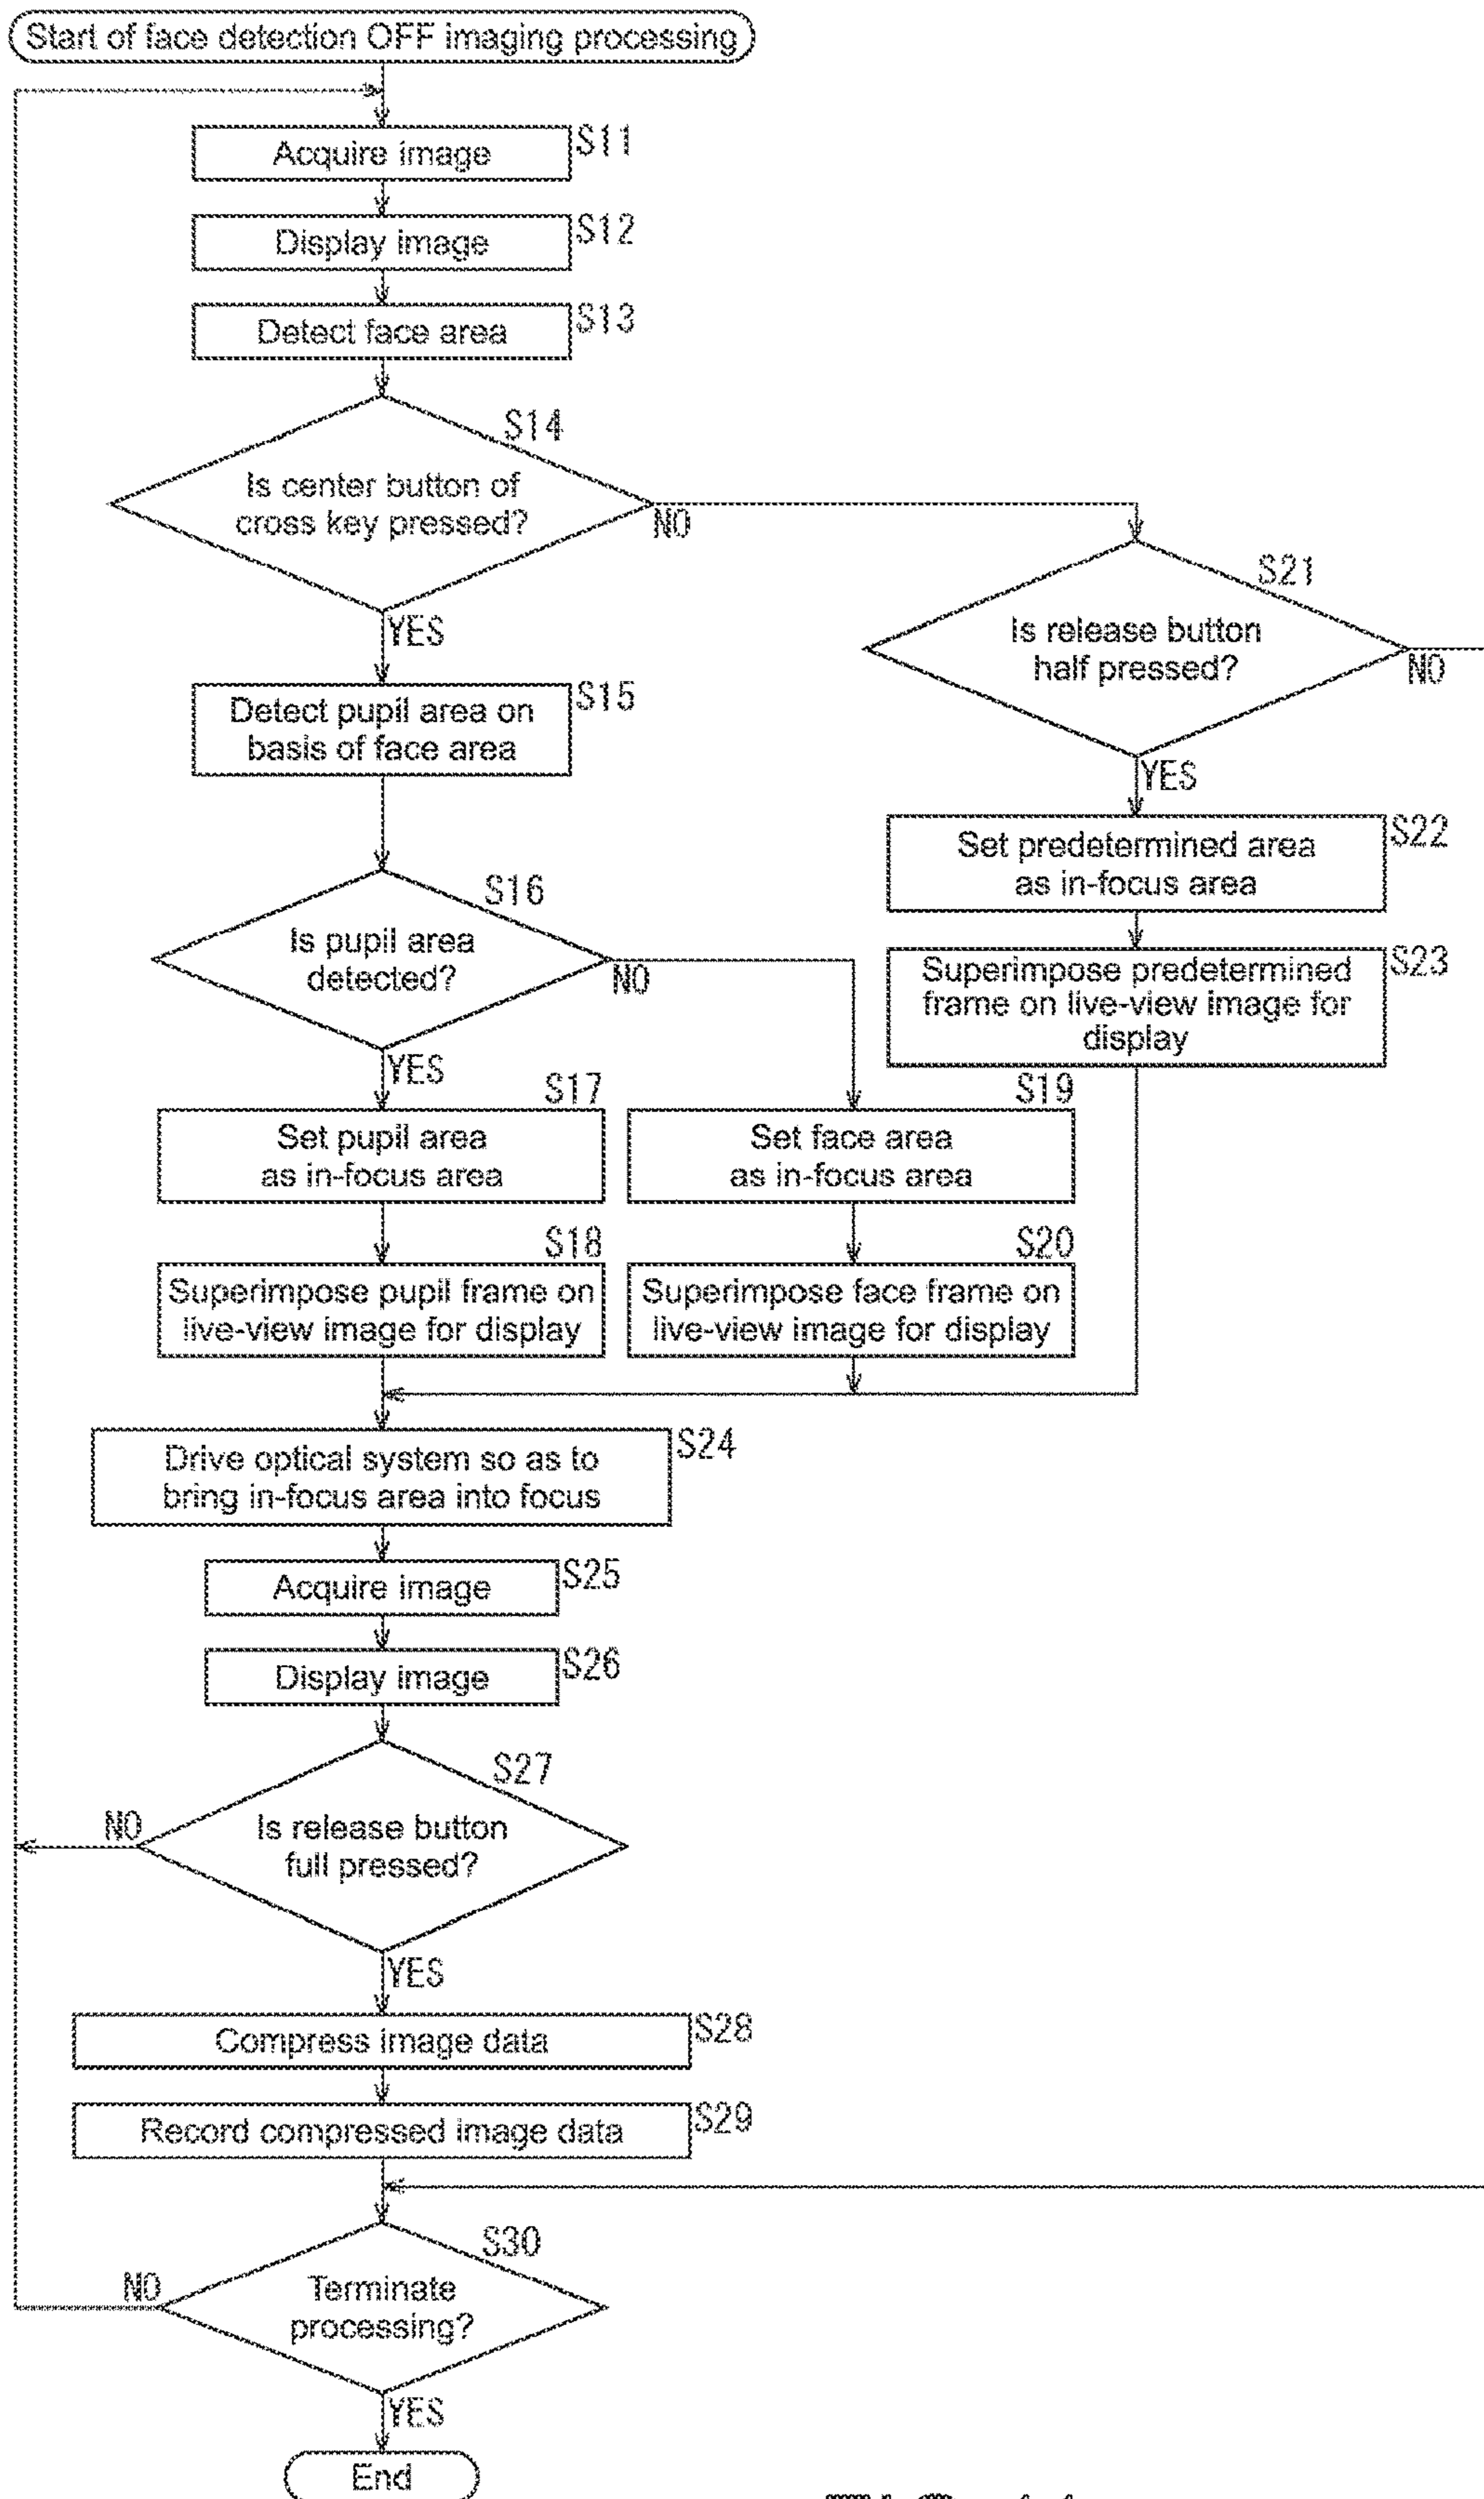 Start of face detection OFF imaging processing
Acquire image
S11
Display image
S12
Detect face area
S13
S14
Is center button of
cross key pressed?
NO
YES
S21
Is release button
half pressed?
NO
YES
Detect pupil area on
basis of face area
S15
Set predetermined area
as in-focus area
S22
S16
Is pupil area
detected?
NO
YES
Superimpose predetermined
frame on live-view image for
display
S23
S17
Set pupil area
as in-focus area
S19
Set face area
as in-focus area
S18
Superimpose pupil frame on
live-view image for display
S20
Superimpose face frame on
live-view image for display
Drive optical system so as to
bring in-focus area into focus
S24
Acquire image
S25
Display image
S26
S27
Is release button
full pressed?
NO
YES
Compress image data
S28
Record compressed image data
S29
S30
Terminate
processing?
NO
YES
End